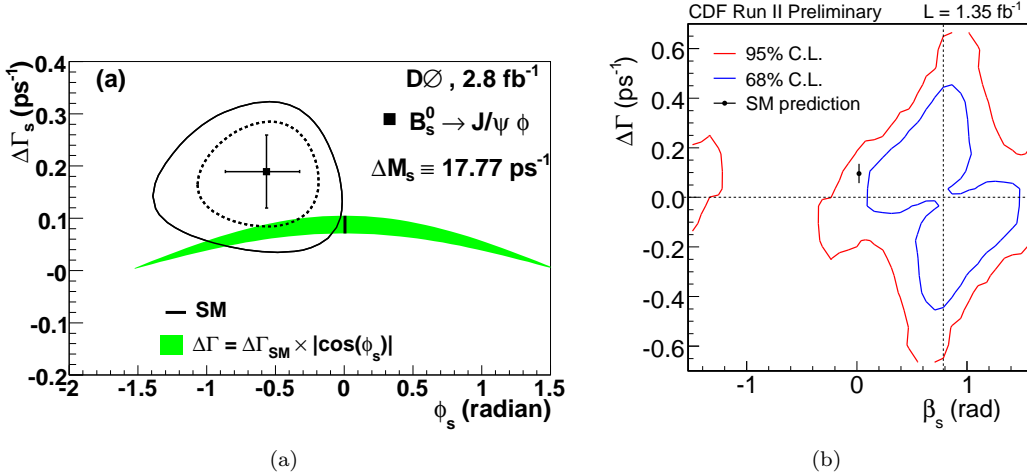 (a)
DØ , 2.8 fb⁻¹
B⁰ₛ → J/ψ φ
ΔMₛ ≡ 17.77 ps⁻¹
ΔΓₛ (ps⁻¹)
0.4
0.3
0.2
0.1
-0
-0.1
-0.2
SM
ΔΓ = ΔΓSM × |cos(φₛ)|
-2 -1.5 -1 -0.5 0 0.5 1 1.5
φₛ (radian)
(a)
CDF Run II Preliminary L = 1.35 fb⁻¹
95% C.L.
68% C.L.
SM prediction
ΔΓ (ps⁻¹)
0.6
0.4
0.2
0.0
-0.2
-0.4
-0.6
-1 0 1
βₛ (rad)
(b)